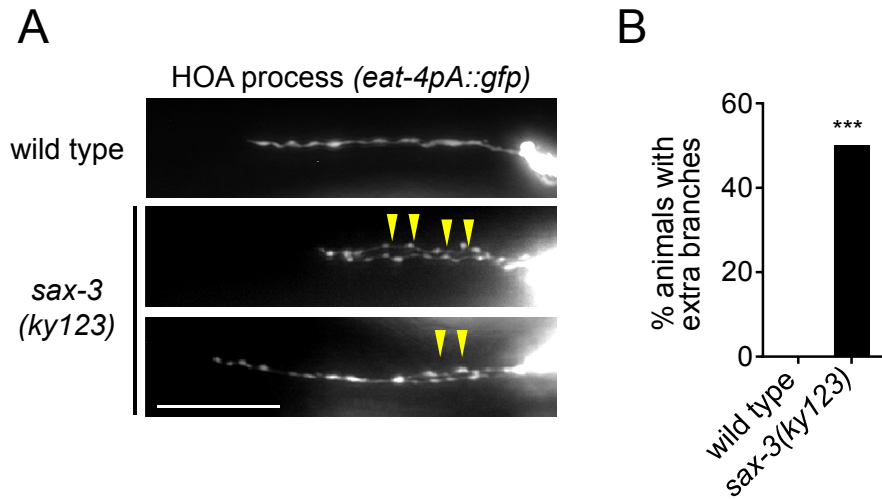 A
HOA process (eat-4pA::gfp)
wild type
sax-3
(ky123)
B
% animals with
extra branches
60
40
20
0
***
wild type
sax-3(ky123)